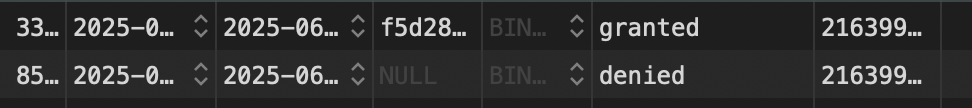 33… 2025-0… 2025-06… f5d28… BIN… granted 216399…
85… 2025-0… 2025-06… NULL BIN… denied 216399…